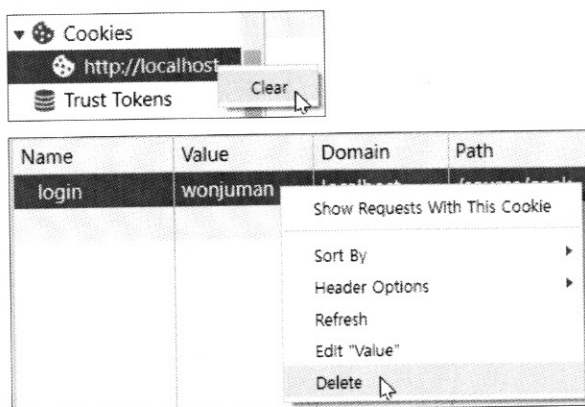 Cookies
http://localhost
Clear
Trust Tokens
Name Value Domain Path
login wonjuman localhost
Show Requests With This Cookie
Sort By
Header Options
Refresh
Edit "Value"
Delete